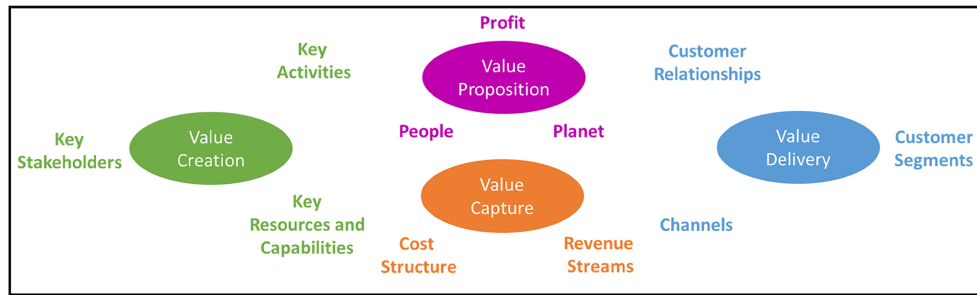 Profit
Key
Activities
Value
Proposition
Customer
Relationships
People
Planet
Key
Stakeholders
Value
Creation
Value
Delivery
Customer
Segments
Key
Resources and
Capabilities
Value
Capture
Channels
Cost
Structure
Revenue
Streams